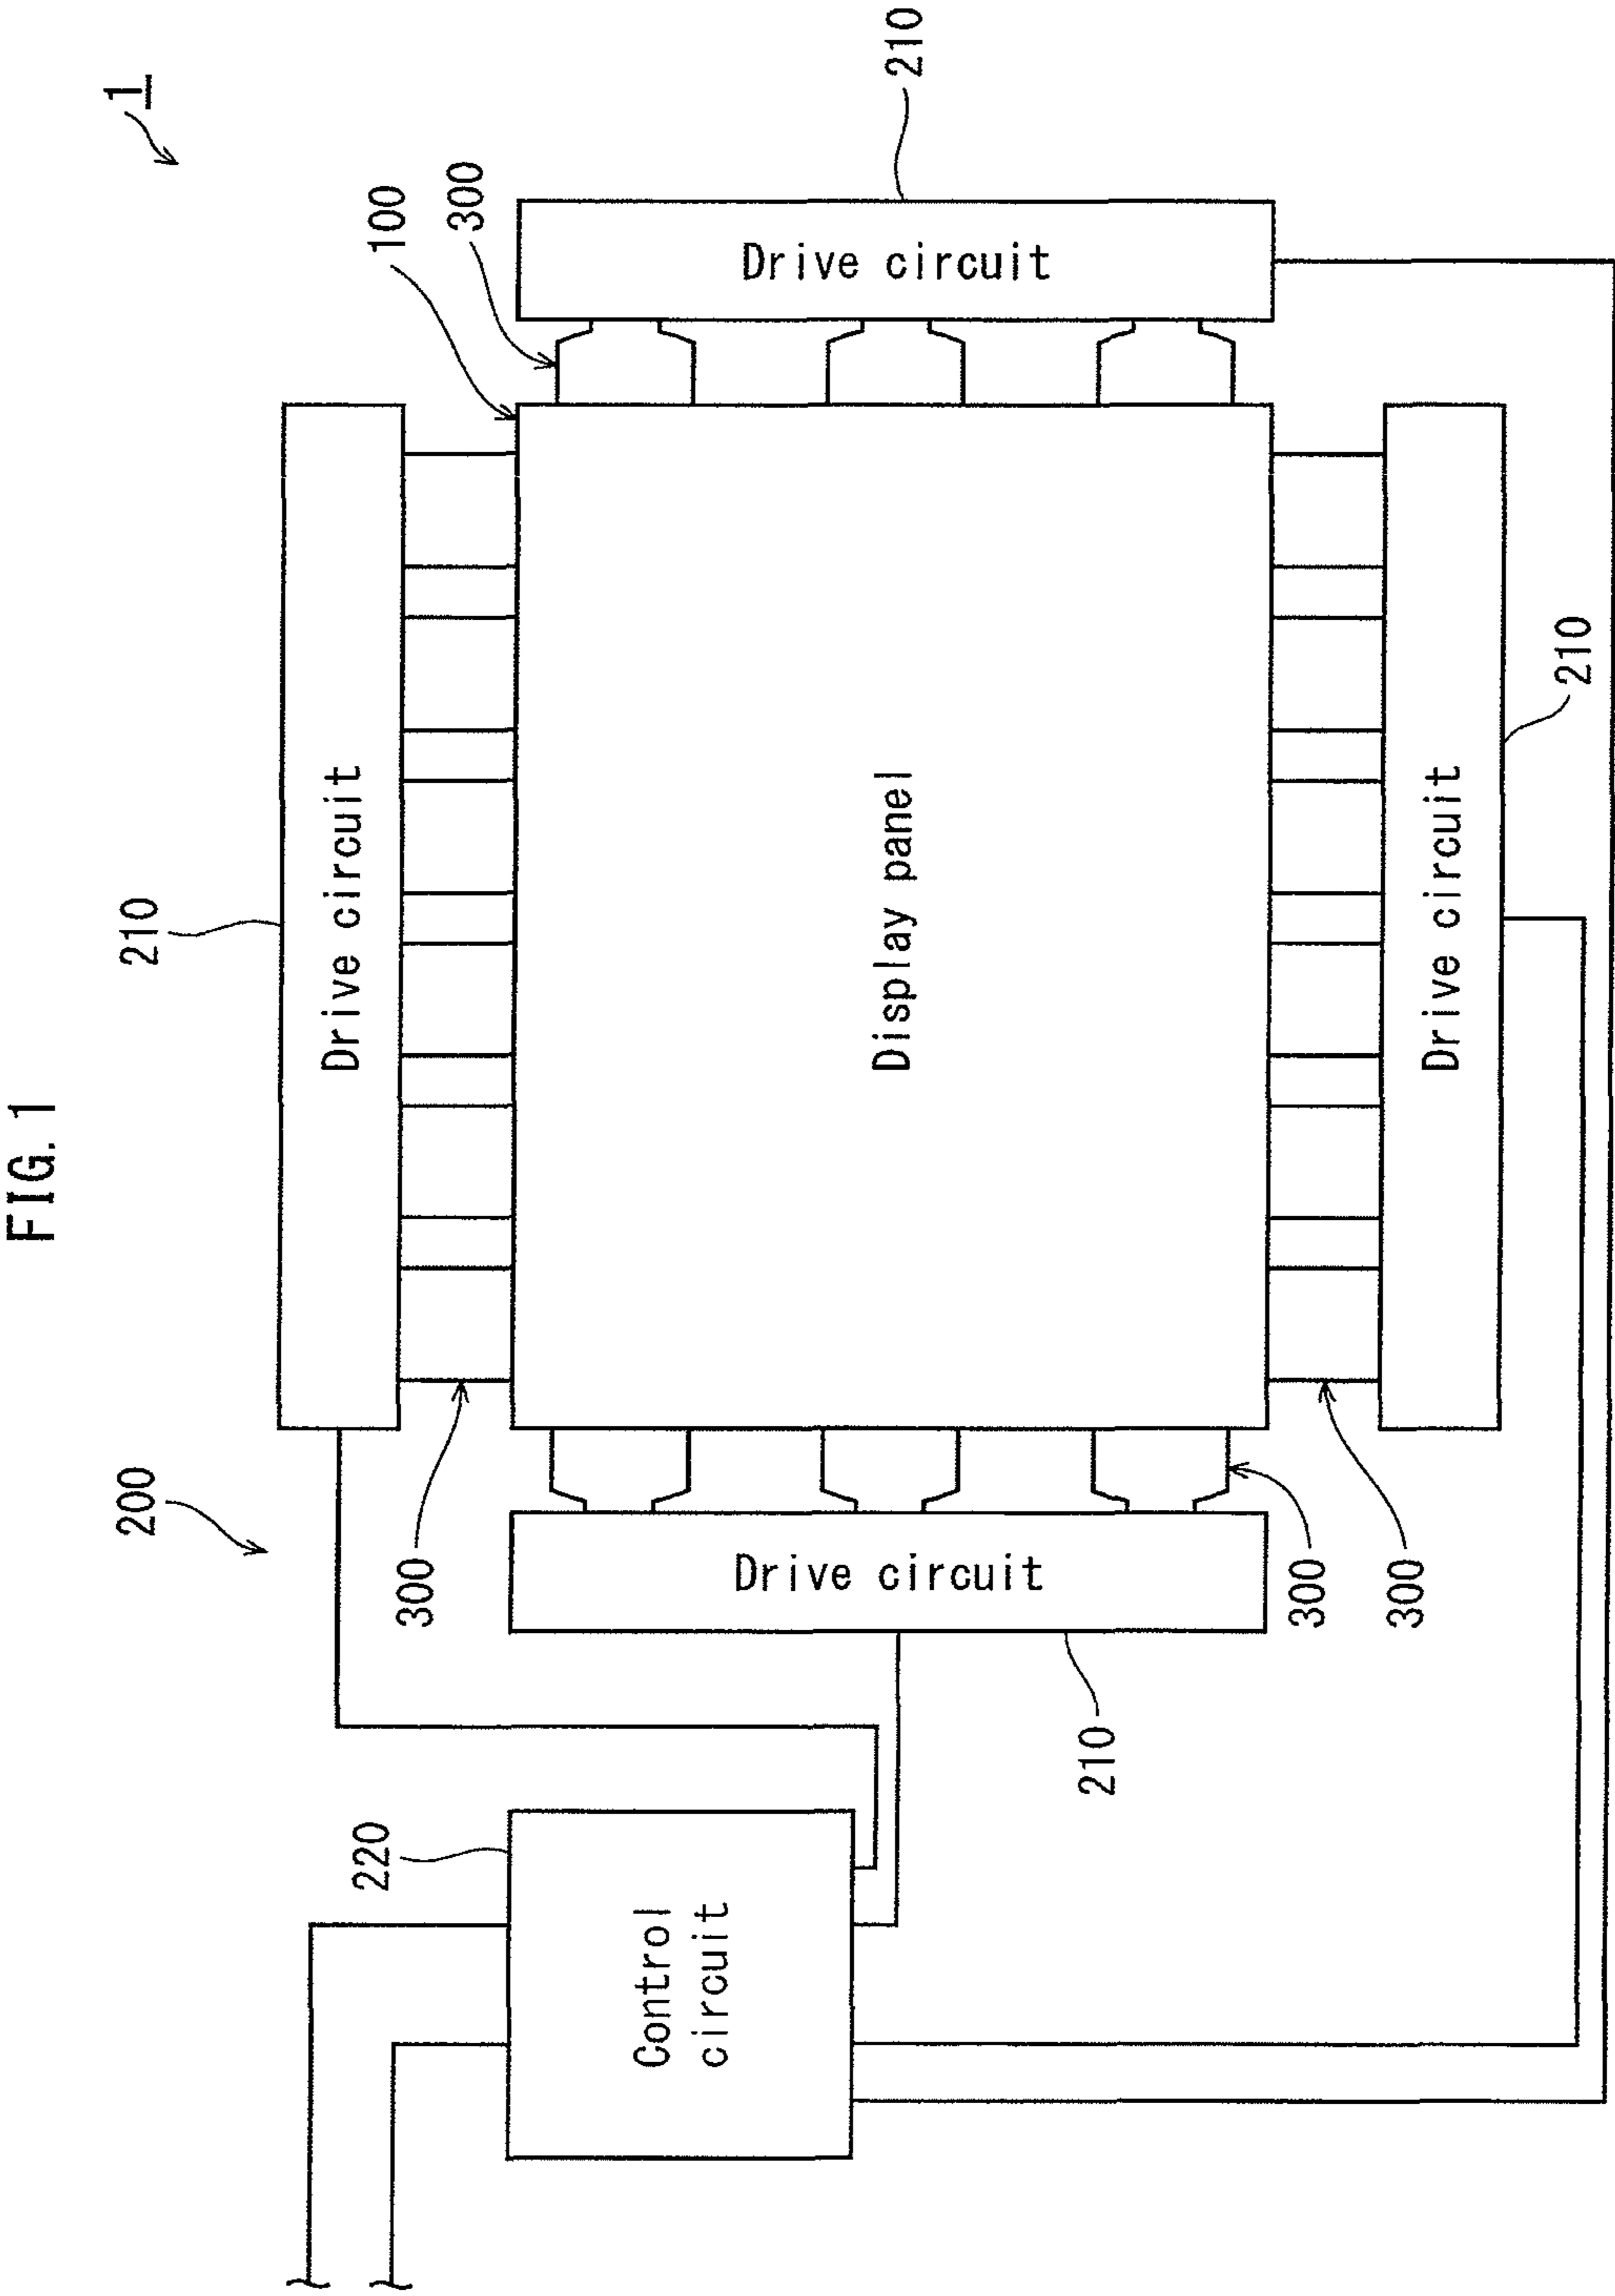 FIG. 1
1
200
210
Drive circuit
100
300
300
220
Control
circuit
Drive circuit
Display panel
Drive circuit
210
210
300
300
Drive circuit
210